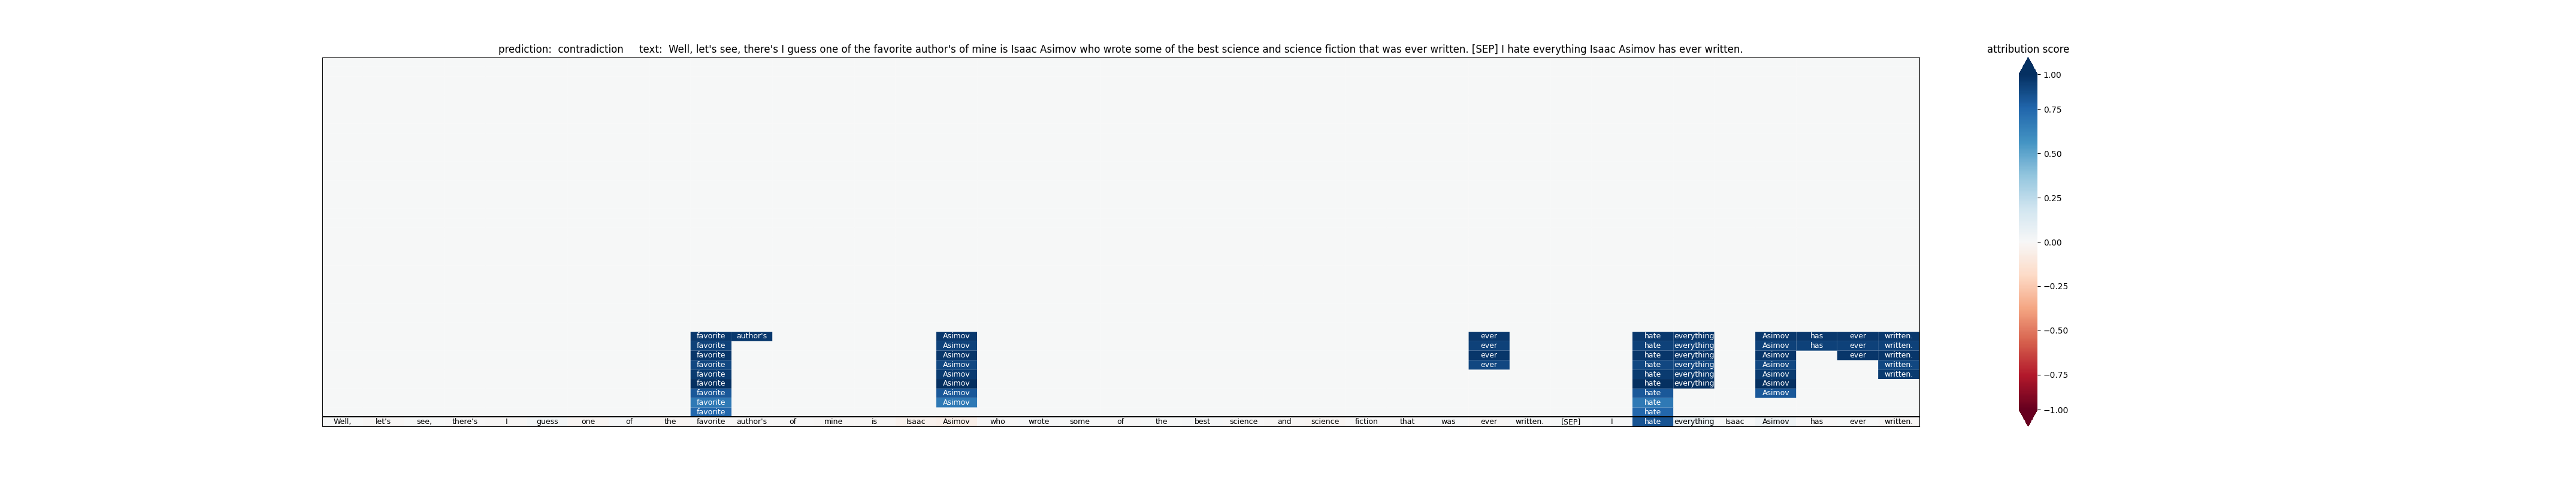 prediction:  contradiction     text:  Well, let's see, there's I guess one of the favorite author's of mine is Isaac Asimov who wrote some of the best science and science fiction that was ever written. [SEP] I hate everything Isaac Asimov has ever written.
attribution score
1.00
0.75
0.50
0.25
0.00
−0.25
−0.50
−0.75
−1.00
favorite author's Asimov ever hate everything Asimov has ever written.
favorite Asimov ever hate everything Asimov has ever written.
favorite Asimov ever hate everything Asimov ever written.
favorite Asimov ever hate everything Asimov written.
favorite Asimov hate everything Asimov written.
favorite Asimov hate everything Asimov
favorite Asimov hate Asimov
favorite Asimov hate
favorite hate
Well, let's see, there's I guess one of the favorite author's of mine is Isaac Asimov who wrote some of the best science and science fiction that was ever written. [SEP] I hate everything Isaac Asimov has ever written.